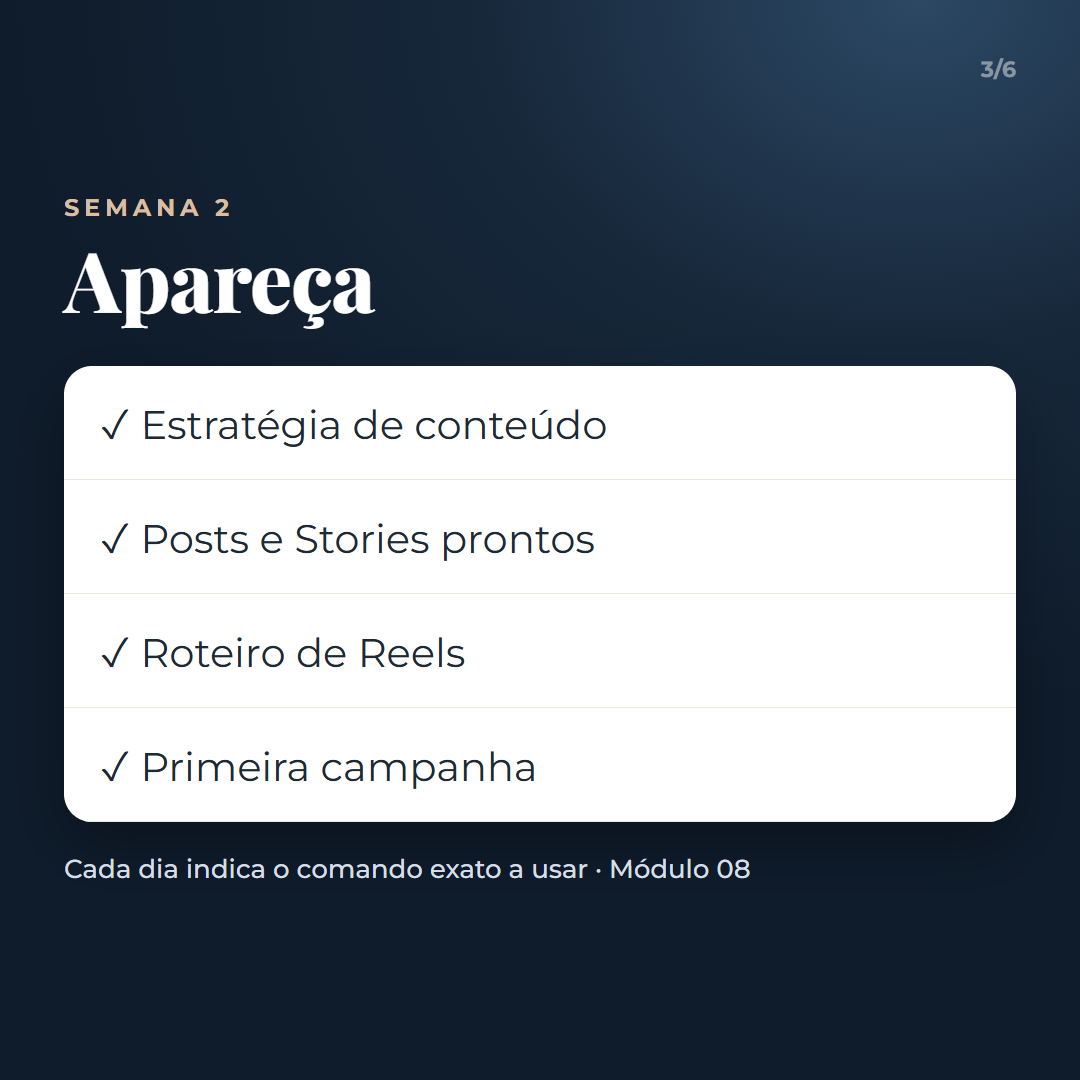 3/6
SEMANA 2
Apareça
✓ Estratégia de conteúdo
✓ Posts e Stories prontos
✓ Roteiro de Reels
✓ Primeira campanha
Cada dia indica o comando exato a usar · Módulo 08